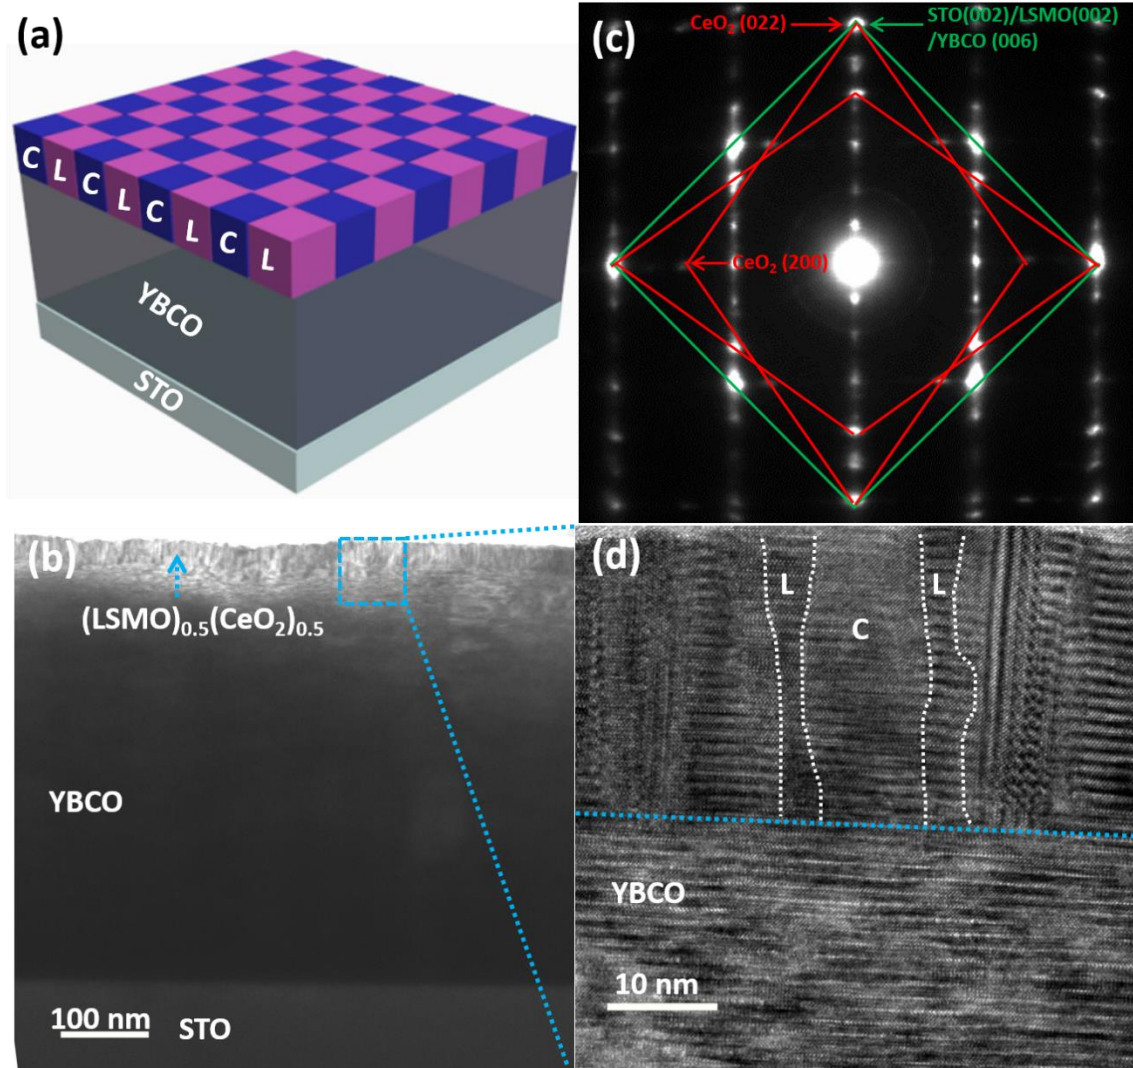 (a)
C
L
C
L
C
L
C
L
YBCO
STO
(b)
(LSMO)₀.₅(CeO₂)₀.₅
YBCO
100 nm
STO
(c)
CeO₂ (022)
STO(002)/LSMO(002)
/YBCO (006)
CeO₂ (200)
(d)
L
L
C
YBCO
10 nm